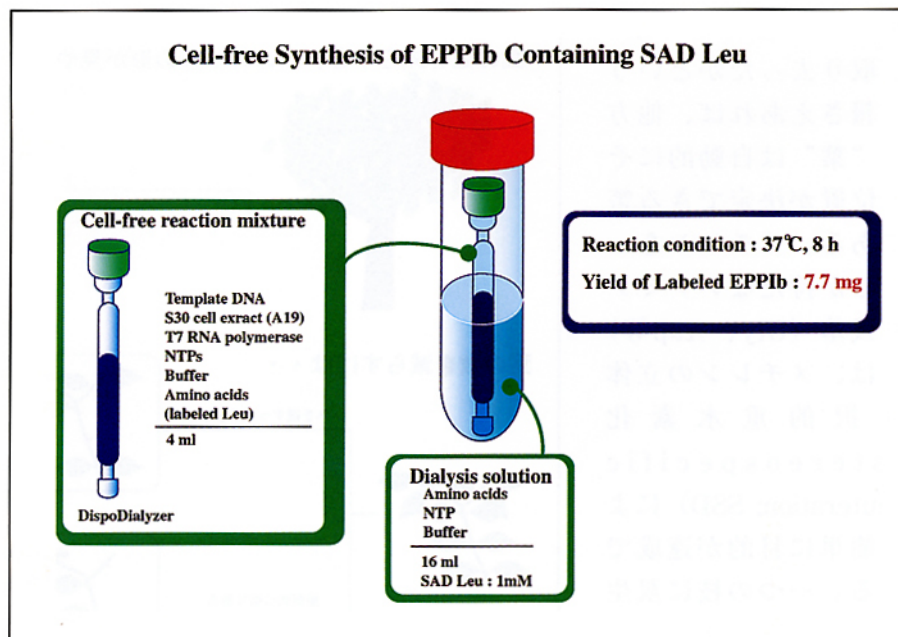 Cell-free Synthesis of EPPIb Containing SAD Leu
Cell-free reaction mixture
Template DNA
S30 cell exract (A19)
T7 RNA polymerase
NTPs
Buffer
Amino acids
(labeled Leu)
4 ml
DispoDialyzer
Reaction condition : 37℃, 8 h
Yield of Labeled EPPIb : 7.7 mg
Dialysis solution
Amino acids
NTP
Buffer
16 ml
SAD Leu : 1mM